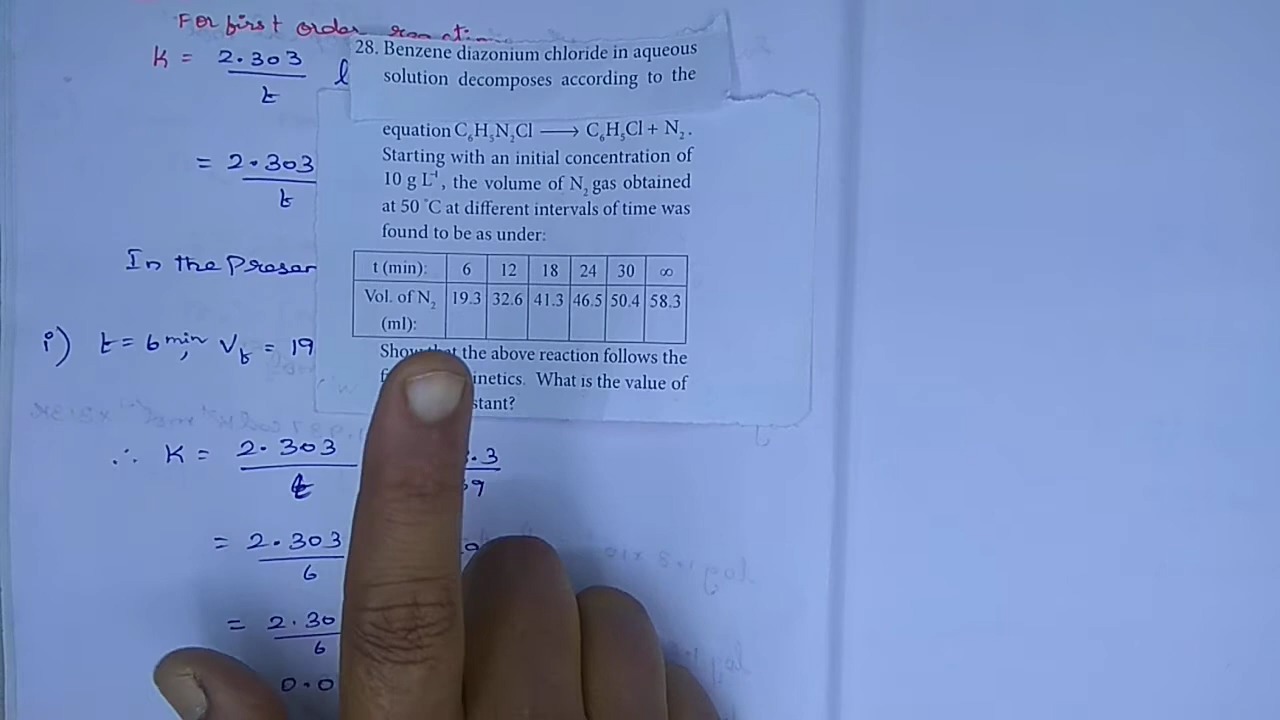 For first order
K = 2.303 / t
28. Benzene diazonium chloride in aqueous
solution decomposes according to the
equation C₆H₅N₂Cl ⟶ C₆H₅Cl + N₂.
= 2.303 / t
Starting with an initial concentration of
10 g L⁻¹, the volume of N₂ gas obtained
at 50 °C at different intervals of time was
found to be as under:
In the Presen
t (min): 6 12 18 24 30 ∞
Vol. of N₂ 19.3 32.6 41.3 46.5 50.4 58.3
(ml):
i) t = 6 min, Vt = 19
Show that the above reaction follows the
inetics. What is the value of
stant?
∴ K = 2.303 / t .3 / 39
= 2.303 / 6
= 2.30 / 6
0.0